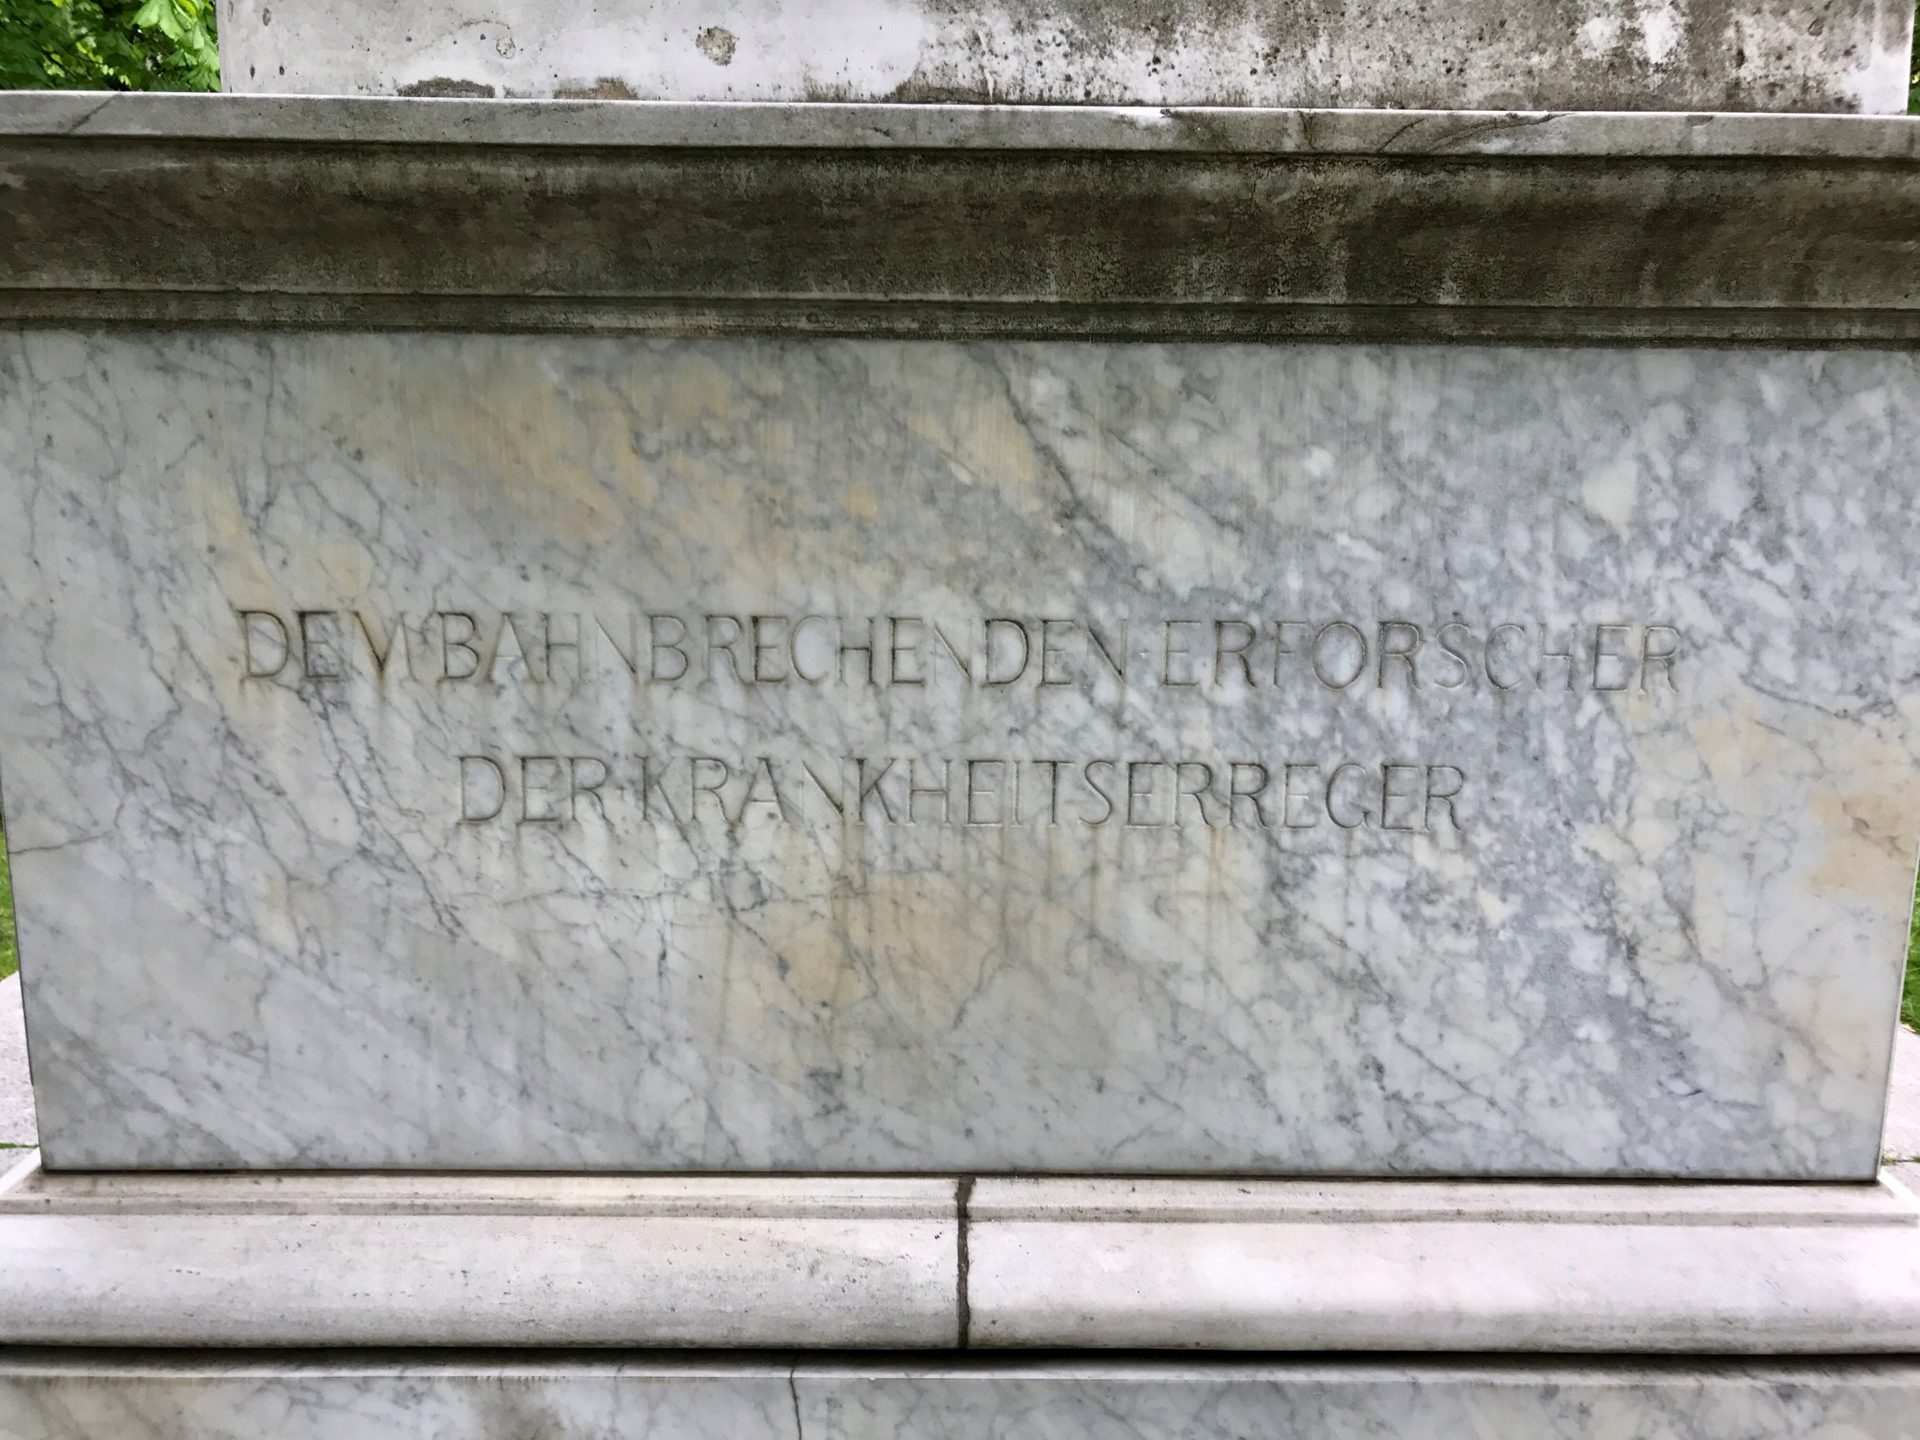 DEM BAHNBRECHENDEN ERFORSCHER
DER KRANKHEITSERREGER